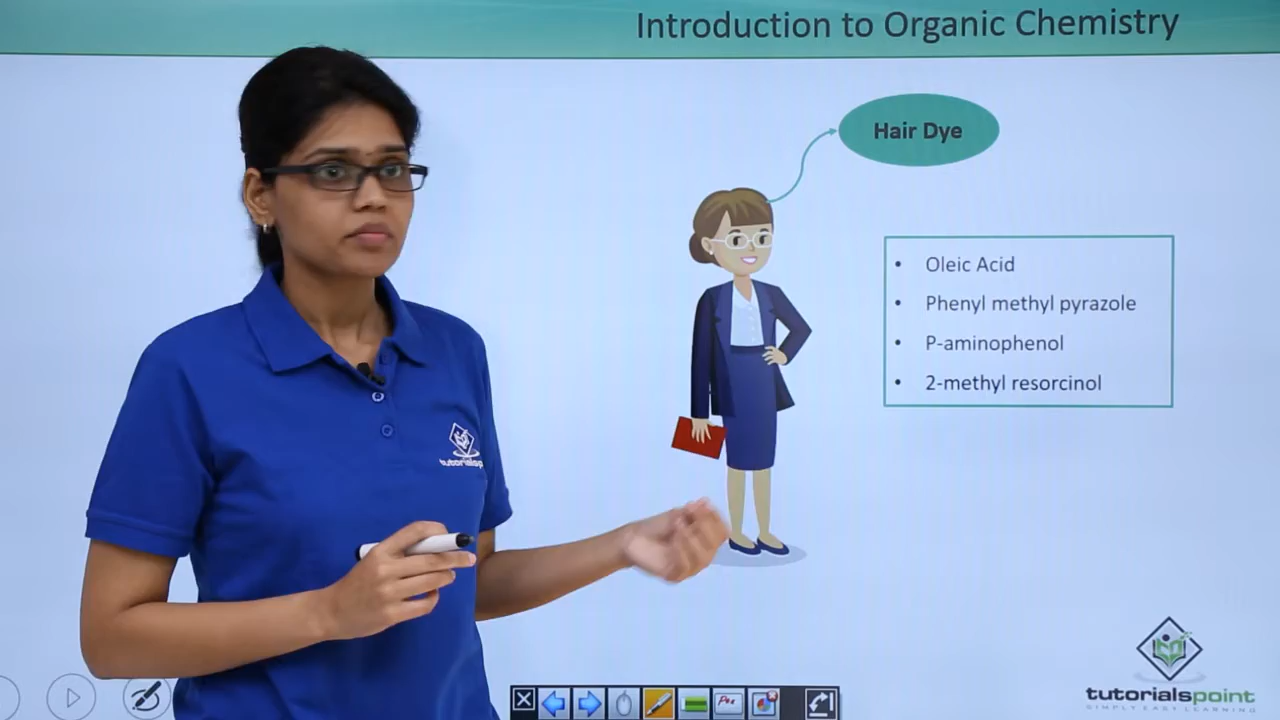 Introduction to Organic Chemistry
Hair Dye
• Oleic Acid
• Phenyl methyl pyrazole
• P-aminophenol
• 2-methyl resorcinol
tutorialsp
tutorialspoint
SIMPLY EASY LEARNING